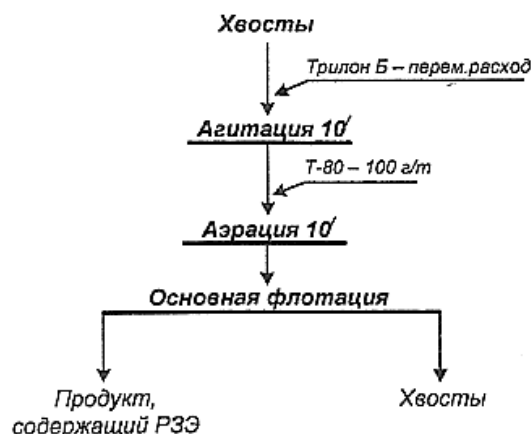 Хвосты
Трилон Б – перем.расход
Агитация 10/
Т-80 – 100 г/т
Аэрация 10/
Основная флотация
Продукт,
содержащий РЗЭ
Хвосты